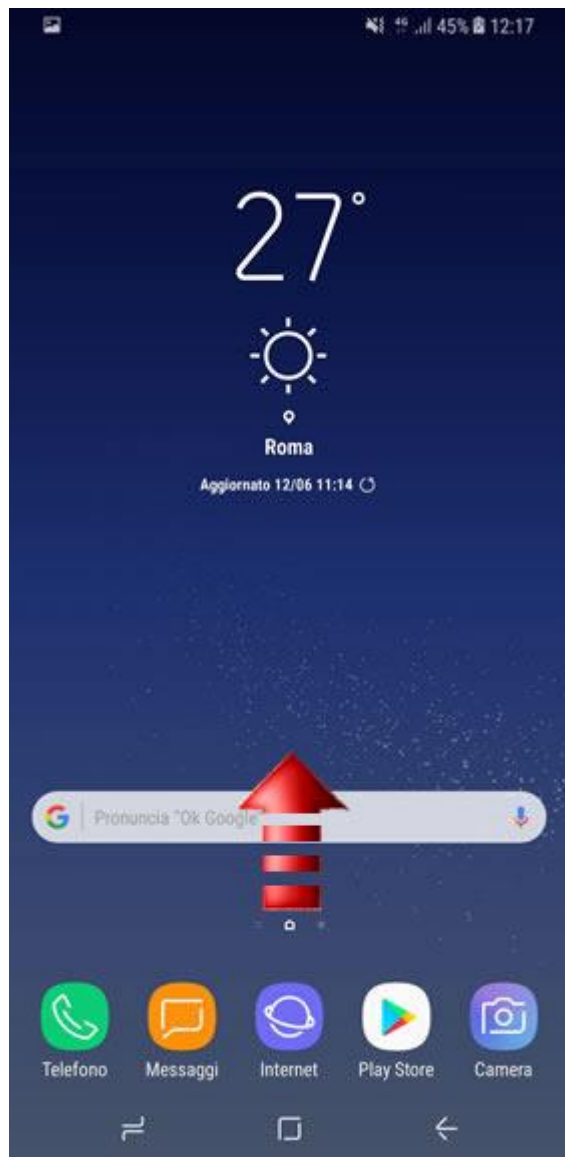 4G 45% 12:17
27°
Roma
Aggiornato 12/06 11:14
G Pronuncia "Ok Google"
Telefono Messaggi Internet Play Store Camera